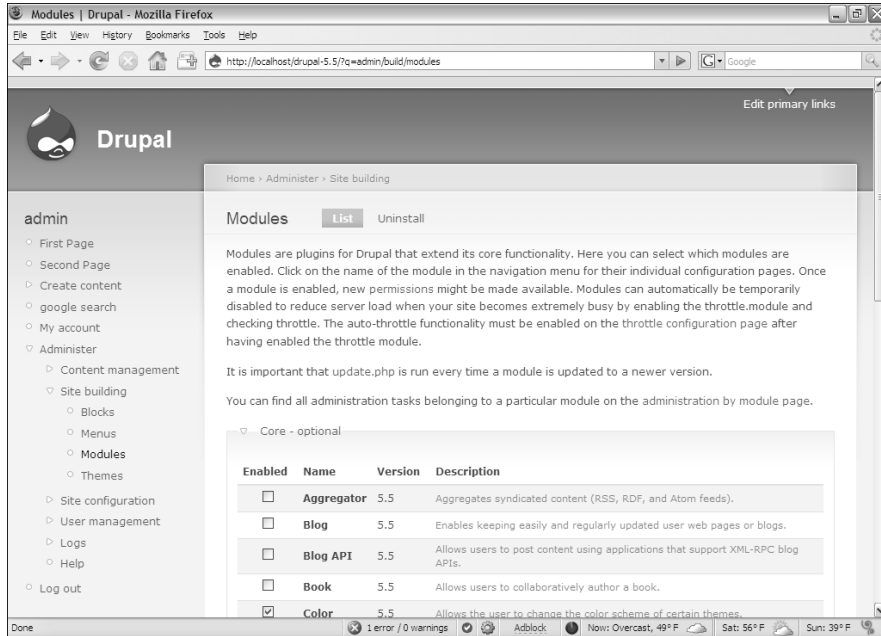 Modules | Drupal - Mozilla Firefox
File Edit View History Bookmarks Tools Help
http://localhost/drupal-5.5/?q=admin/build/modules
G Google
Edit primary links
Drupal
Home › Administer › Site building
admin
First Page
Second Page
Create content
google search
My account
Administer
Content management
Site building
Blocks
Menus
Modules
Themes
Site configuration
User management
Logs
Help
Log out
Modules List Uninstall
Modules are plugins for Drupal that extend its core functionality. Here you can select which modules are
enabled. Click on the name of the module in the navigation menu for their individual configuration pages. Once
a module is enabled, new permissions might be made available. Modules can automatically be temporarily
disabled to reduce server load when your site becomes extremely busy by enabling the throttle.module and
checking throttle. The auto-throttle functionality must be enabled on the throttle configuration page after
having enabled the throttle module.
It is important that update.php is run every time a module is updated to a newer version.
You can find all administration tasks belonging to a particular module on the administration by module page.
Core - optional
Enabled Name Version Description
Aggregator 5.5 Aggregates syndicated content (RSS, RDF, and Atom feeds).
Blog 5.5 Enables keeping easily and regularly updated user web pages or blogs.
Blog API 5.5 Allows users to post content using applications that support XML-RPC blog
APIs.
Book 5.5 Allows users to collaboratively author a book.
Color 5.5 Allows the user to change the color scheme of certain themes.
Done 1 error / 0 warnings Adblock Now: Overcast, 49° F Sat: 56° F Sun: 39° F